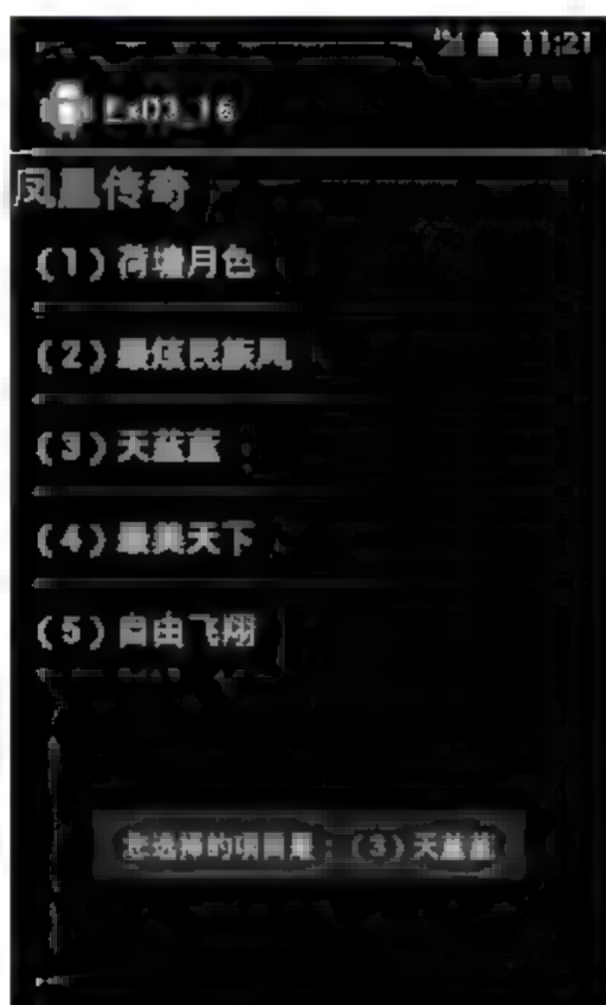 11:21
Ex03_16
凤凰传奇
(1)荷塘月色
(2)最炫民族风
(3)天蓝蓝
(4)最美天下
(5)自由飞翔
您选择的项目是:(3)天蓝蓝